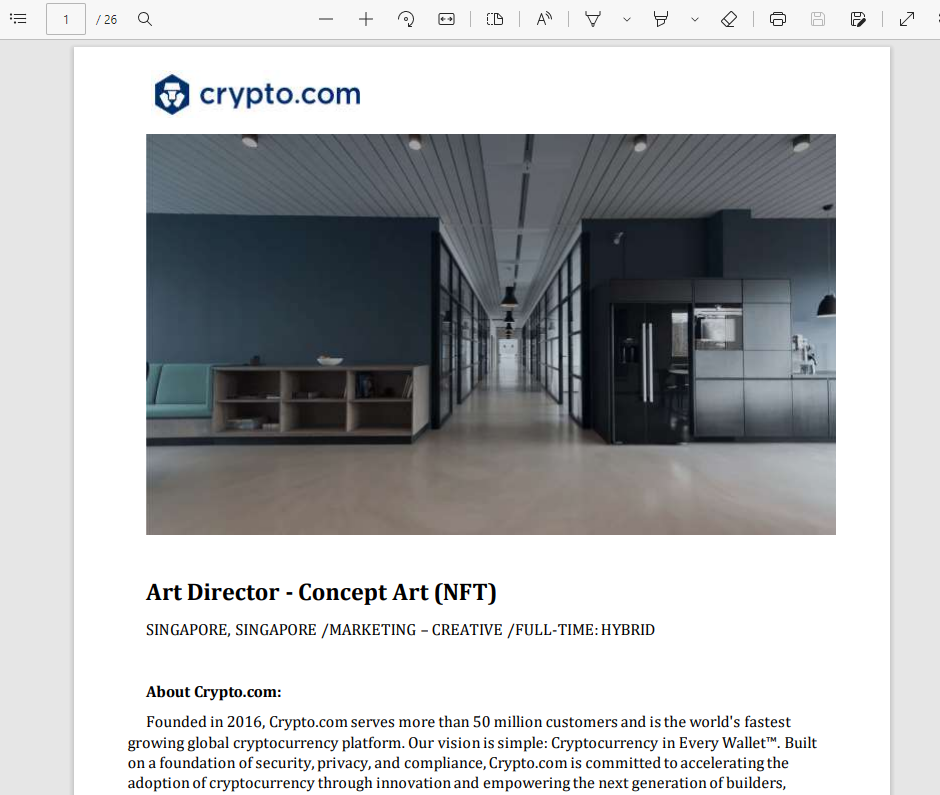 1 / 26
crypto.com
Art Director - Concept Art (NFT)
SINGAPORE, SINGAPORE /MARKETING – CREATIVE /FULL-TIME: HYBRID
About Crypto.com:
Founded in 2016, Crypto.com serves more than 50 million customers and is the world's fastest
growing global cryptocurrency platform. Our vision is simple: Cryptocurrency in Every Wallet™. Built
on a foundation of security, privacy, and compliance, Crypto.com is committed to accelerating the
adoption of cryptocurrency through innovation and empowering the next generation of builders,